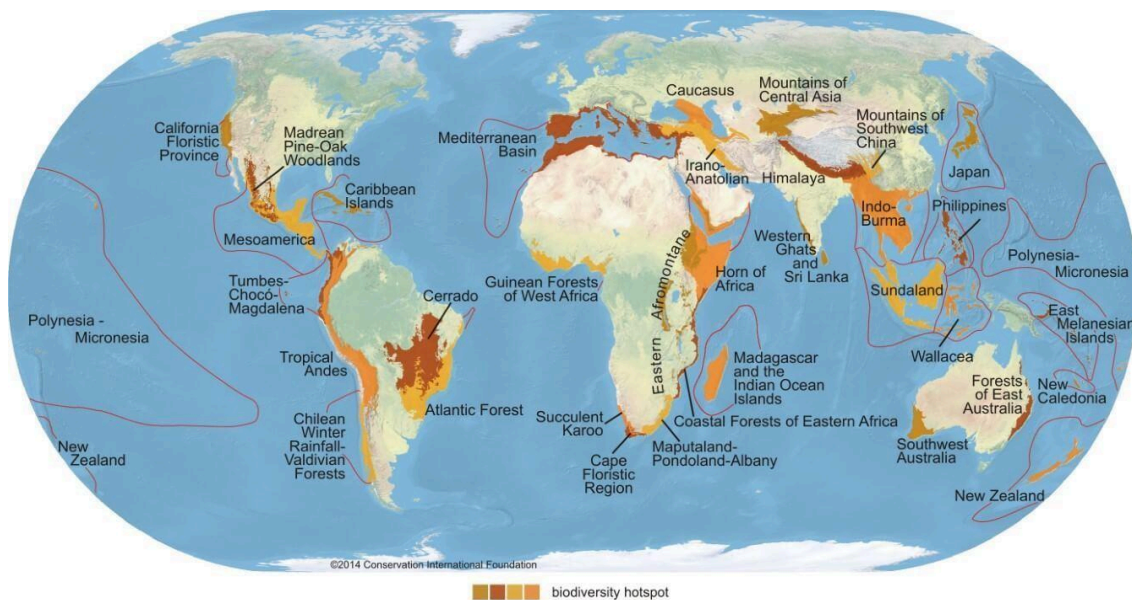 California
Floristic
Province
Madrean
Pine-Oak
Woodlands
Caribbean
Islands
Mesoamerica
Tumbes-
Chocó-
Magdalena
Cerrado
Polynesia -
Micronesia
Tropical
Andes
Atlantic Forest
Chilean
Winter
Rainfall-
Valdivian
Forests
New
Zealand
Mediterranean
Basin
Caucasus
Irano-
Anatolian
Mountains of
Central Asia
Mountains of
Southwest
China
Himalaya
Japan
Indo-
Burma
Philippines
Western
Ghats
and
Sri Lanka
Guinean Forests
of West Africa
Eastern Afromontane
Horn of
Africa
Sundaland
Polynesia-
Micronesia
East
Melanesian
Islands
Wallacea
Madagascar
and the
Indian Ocean
Islands
Succulent
Karoo
Cape
Floristic
Region
Coastal Forests of Eastern Africa
Maputaland-
Pondoland-Albany
Forests
of East
Australia
New
Caledonia
Southwest
Australia
New Zealand
©2014 Conservation International Foundation
biodiversity hotspot